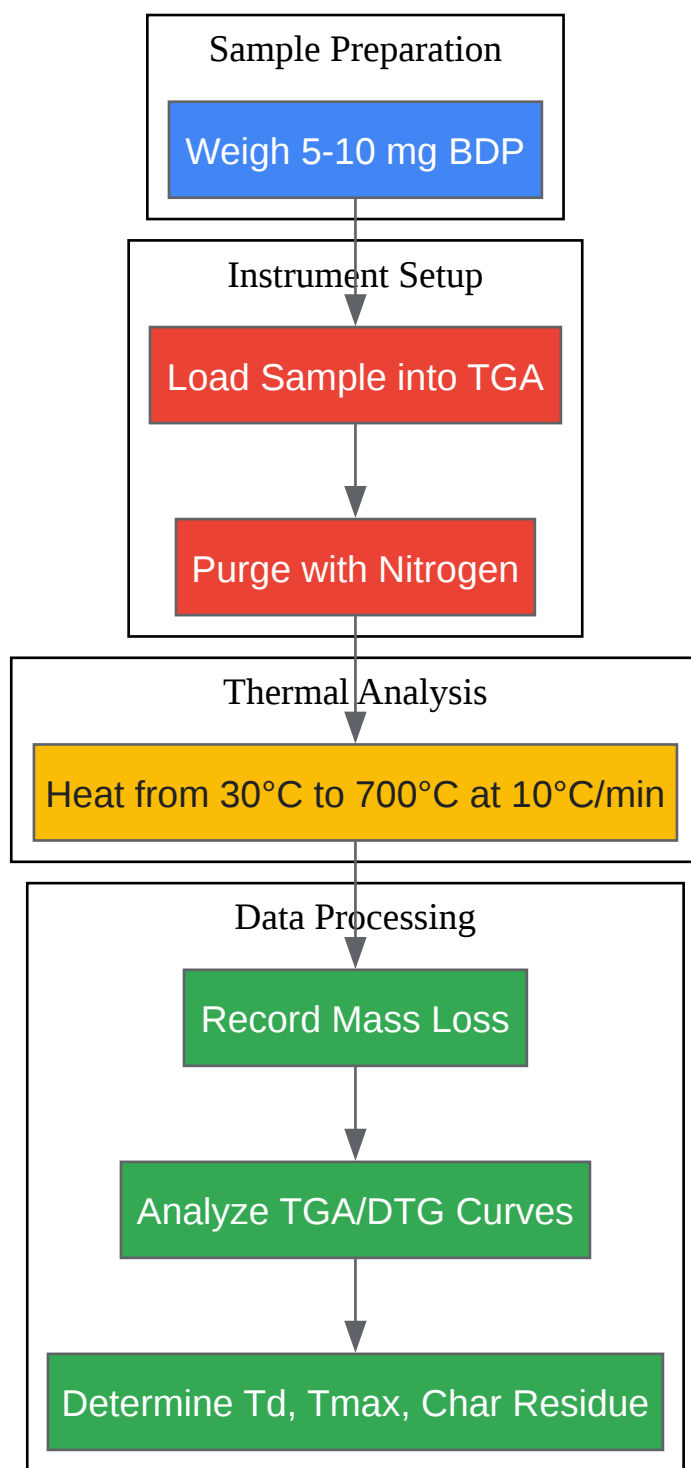 Sample Preparation
Weigh 5-10 mg BDP
Instrument Setup
Load Sample into TGA
Purge with Nitrogen
Thermal Analysis
Heat from 30°C to 700°C at 10°C/min
Data Processing
Record Mass Loss
Analyze TGA/DTG Curves
Determine Td, Tmax, Char Residue